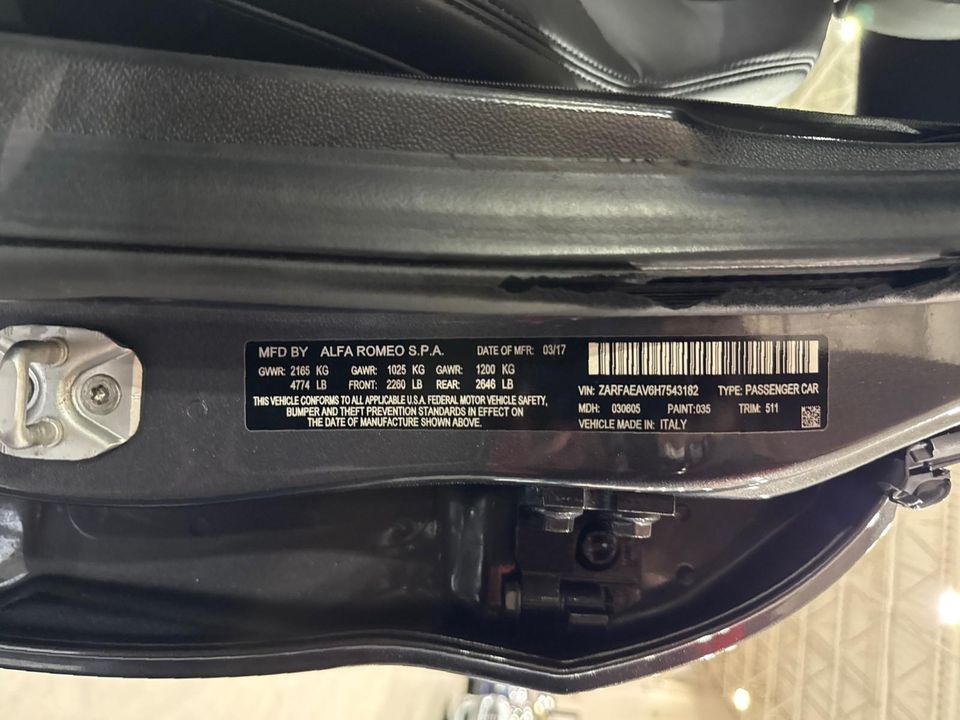 MFD BY ALFA ROMEO S.P.A. DATE OF MFR: 03/17
GVWR: 2165 KG GAWR: 1025 KG GAWR: 1200 KG
4774 LB FRONT: 2260 LB REAR: 2646 LB
THIS VEHICLE CONFORMS TO ALL APPLICABLE U.S.A. FEDERAL MOTOR VEHICLE SAFETY,
BUMPER AND THEFT PREVENTION STANDARDS IN EFFECT ON
THE DATE OF MANUFACTURE SHOWN ABOVE.
VIN: ZARFAEAV6H7543182 TYPE: PASSENGER CAR
MDH: 030605 PAINT:035 TRIM: 511
VEHICLE MADE IN: ITALY